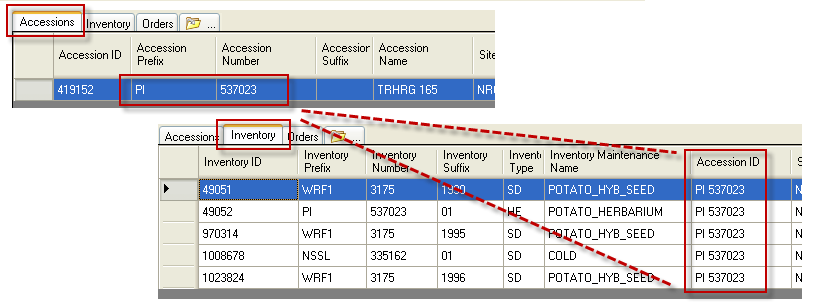 Accessions Inventory Orders ...
Accession ID Accession Prefix Accession Number Accession Suffix Accession Name Site
419152 PI 537023 TRHRG 165
Accessions Inventory Orders ...
Inventory ID Inventory Prefix Inventory Number Inventory Suffix Invent Type Inventory Maintenance Name Accession ID S
49051 WRF1 3175 1990 SD POTATO_HYB_SEED PI 537023 N
49052 PI 537023 01 HE POTATO_HERBARIUM PI 537023 N
970314 WRF1 3175 1995 SD POTATO_HYB_SEED PI 537023 N
1008678 NSSL 335162 01 SD COLD PI 537023 N
1023824 WRF1 3175 1996 SD POTATO_HYB_SEED PI 537023 N